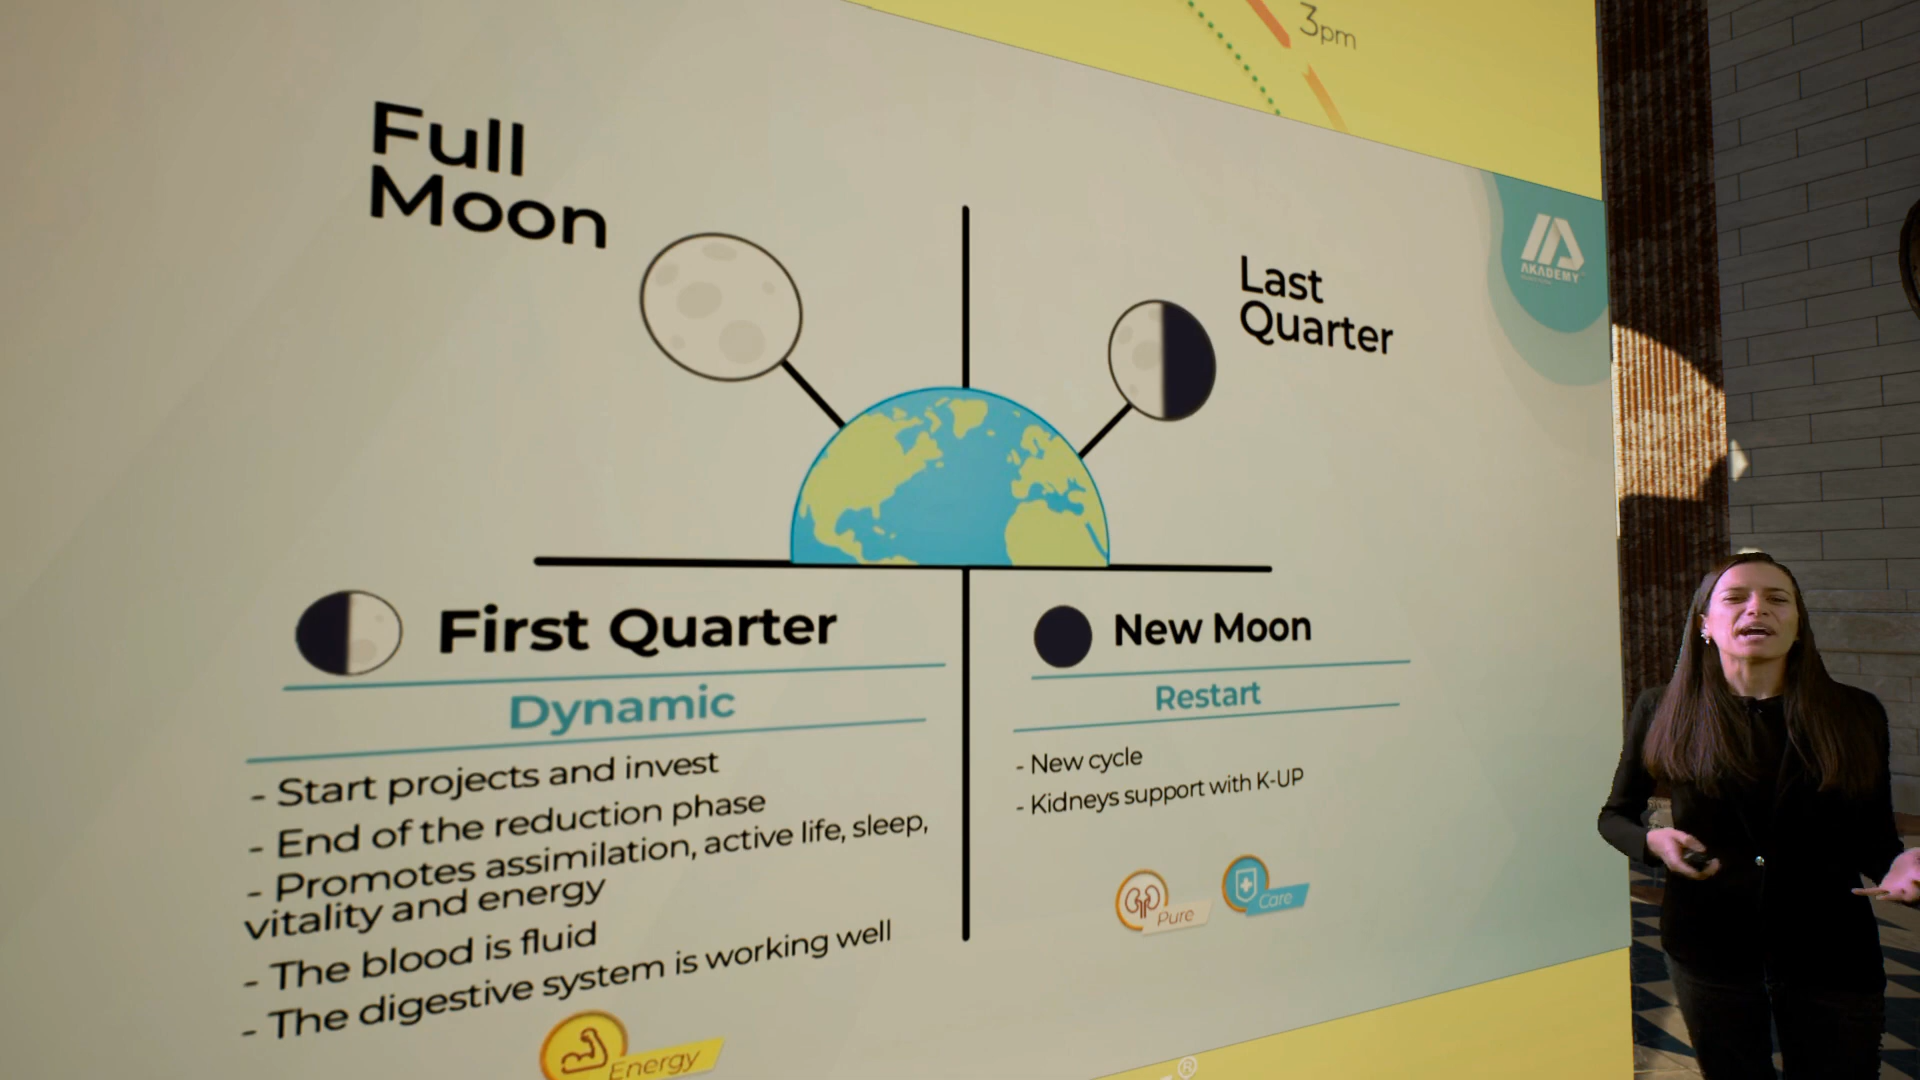 3pm
Full
Moon
AKADEMY
Last
Quarter
First Quarter
Dynamic
- Start projects and invest
- End of the reduction phase
- Promotes assimilation, active life, sleep,
vitality and energy
- The blood is fluid
- The digestive system is working well
Energy
New Moon
Restart
- New cycle
- Kidneys support with K-UP
Pure
Care
®